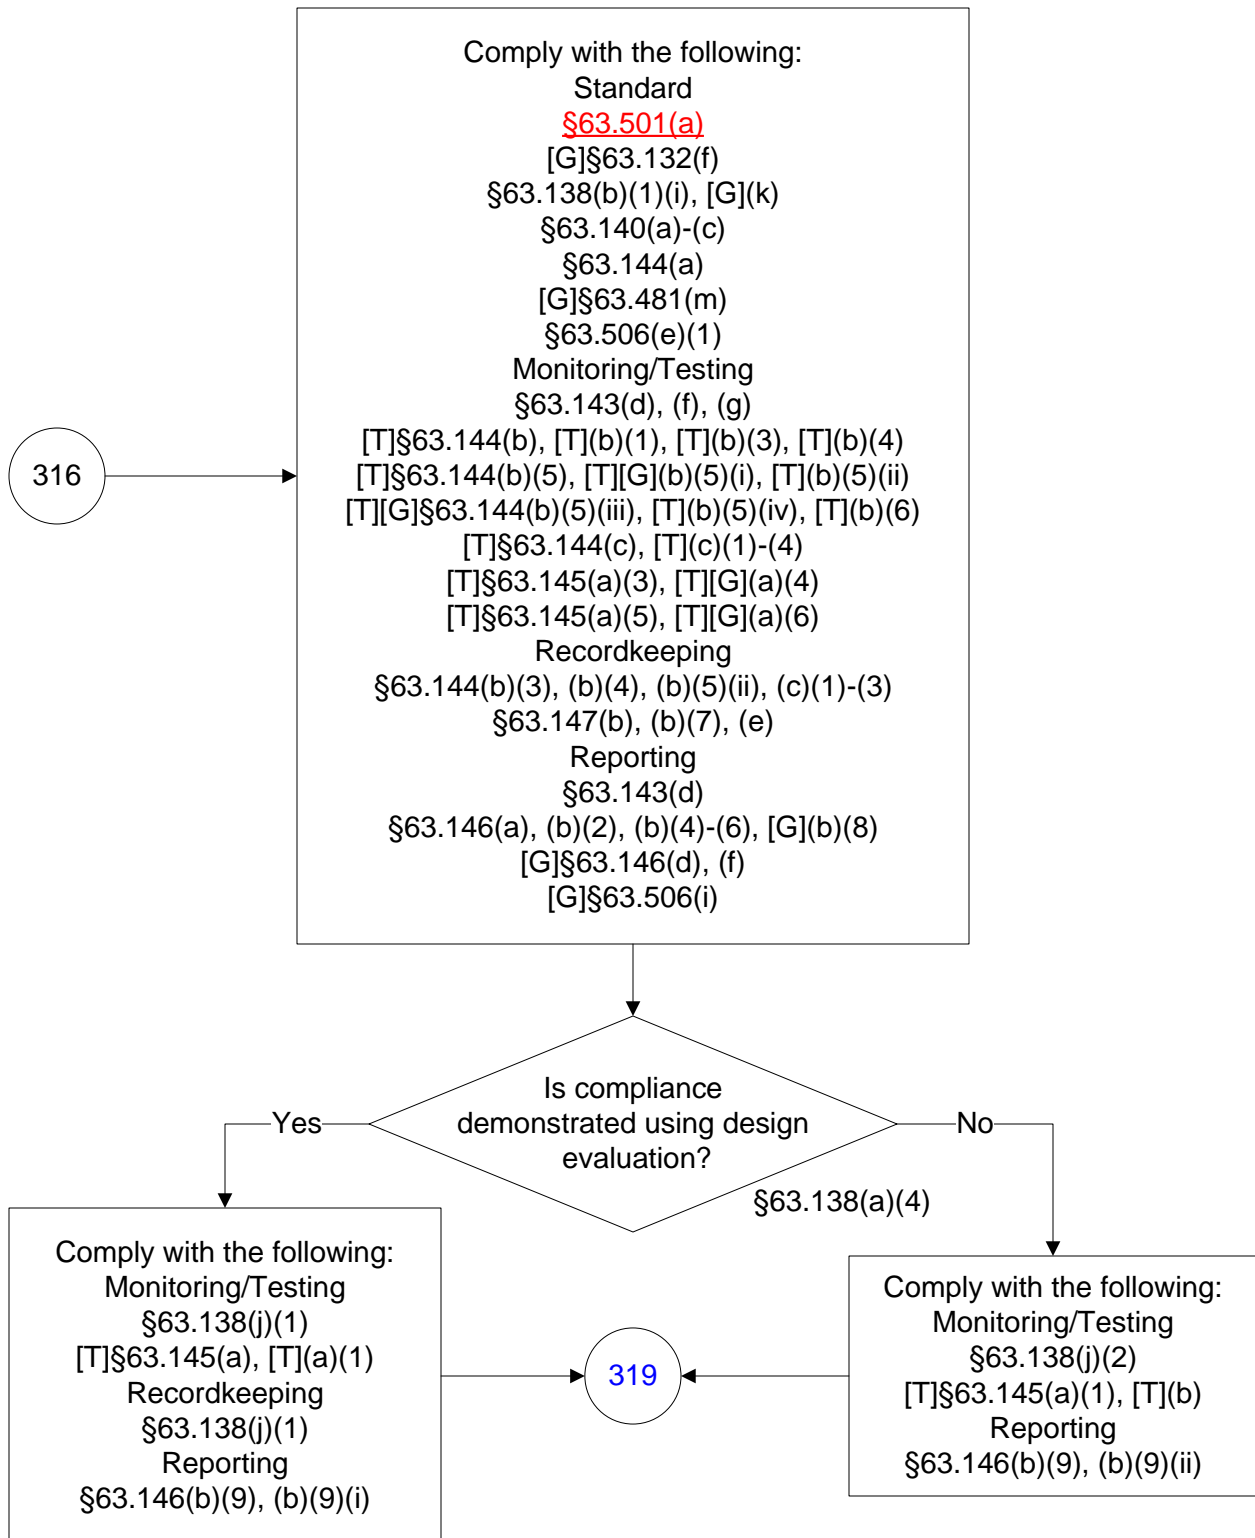 Comply with the following:
Standard
§63.501(a)
[G]§63.132(f)
§63.138(b)(1)(i), [G](k)
§63.140(a)-(c)
§63.144(a)
[G]§63.481(m)
§63.506(e)(1)
Monitoring/Testing
§63.143(d), (f), (g)
[T]§63.144(b), [T](b)(1), [T](b)(3), [T](b)(4)
[T]§63.144(b)(5), [T][G](b)(5)(i), [T](b)(5)(ii)
[T][G]§63.144(b)(5)(iii), [T](b)(5)(iv), [T](b)(6)
[T]§63.144(c), [T](c)(1)-(4)
[T]§63.145(a)(3), [T][G](a)(4)
[T]§63.145(a)(5), [T][G](a)(6)
Recordkeeping
§63.144(b)(3), (b)(4), (b)(5)(ii), (c)(1)-(3)
§63.147(b), (b)(7), (e)
Reporting
§63.143(d)
§63.146(a), (b)(2), (b)(4)-(6), [G](b)(8)
[G]§63.146(d), (f)
[G]§63.506(i)
316
Is compliance
demonstrated using design
evaluation?
Yes
No
§63.138(a)(4)
Comply with the following:
Monitoring/Testing
§63.138(j)(1)
[T]§63.145(a), [T](a)(1)
Recordkeeping
§63.138(j)(1)
Reporting
§63.146(b)(9), (b)(9)(i)
319
Comply with the following:
Monitoring/Testing
§63.138(j)(2)
[T]§63.145(a)(1), [T](b)
Reporting
§63.146(b)(9), (b)(9)(ii)